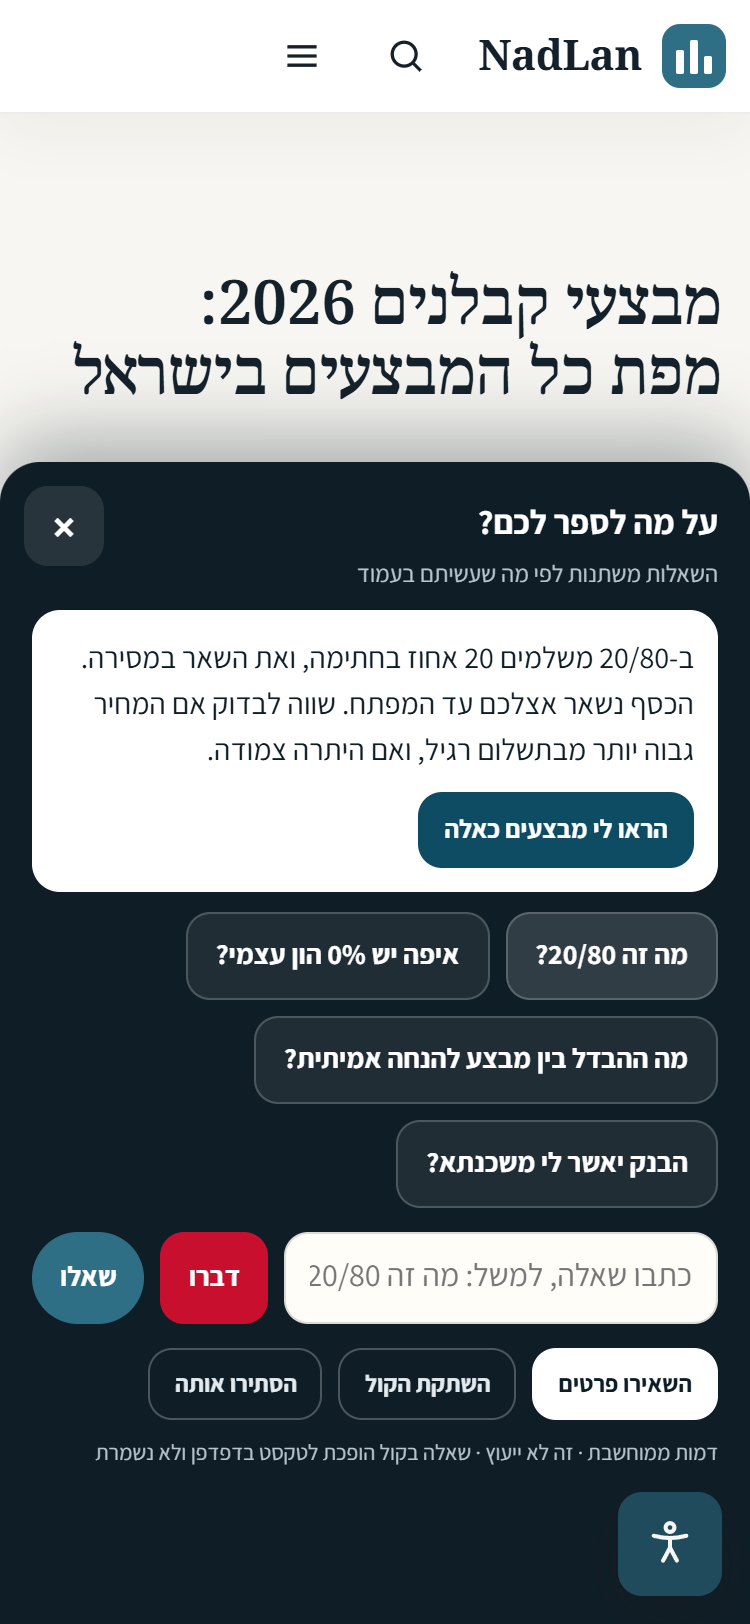 NadLan
מבצעי קבלנים 2026:
מפת כל המבצעים בישראל
על מה לספר לכם?
השאלות משתנות לפי מה שעשיתם בעמוד
ב-20/80 משלמים 20 אחוז בחתימה, ואת השאר במסירה.
הכסף נשאר אצלכם עד המפתח. שווה לבדוק אם המחיר
גבוה יותר מבתשלום רגיל, ואם היתרה צמודה.
הראו לי מבצעים כאלה
מה זה 20/80?
איפה יש 0% הון עצמי?
מה ההבדל בין מבצע להנחה אמיתית?
הבנק יאשר לי משכנתא?
כתבו שאלה, למשל: מה זה 20/80
דברו
שאלו
השאירו פרטים
השתקת הקול
הסתירו אותה
דמות ממוחשבת · זה לא ייעוץ · שאלה בקול הופכת לטקסט בדפדפן ולא נשמרת